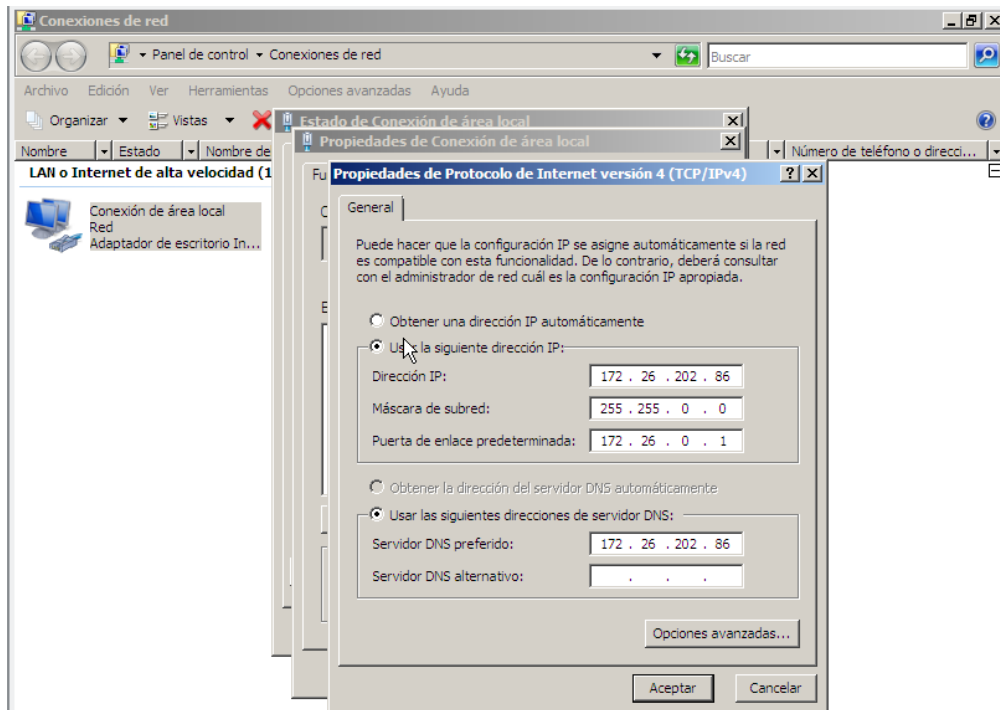 Conexiones de red
Panel de control Conexiones de red
Buscar
Archivo Edición Ver Herramientas Opciones avanzadas Ayuda
Organizar Vistas
Estado de Conexión de área local
Propiedades de Conexión de área local
Nombre Estado Nombre de Número de teléfono o direcci...
LAN o Internet de alta velocidad (1
Fu
Propiedades de Protocolo de Internet versión 4 (TCP/IPv4)
Conexión de área local
Red
Adaptador de escritorio In...
General
Puede hacer que la configuración IP se asigne automáticamente si la red
es compatible con esta funcionalidad. De lo contrario, deberá consultar
con el administrador de red cuál es la configuración IP apropiada.
Obtener una dirección IP automáticamente
Usar la siguiente dirección IP:
Dirección IP: 172 . 26 . 202 . 86
Máscara de subred: 255 . 255 . 0 . 0
Puerta de enlace predeterminada: 172 . 26 . 0 . 1
Obtener la dirección del servidor DNS automáticamente
Usar las siguientes direcciones de servidor DNS:
Servidor DNS preferido: 172 . 26 . 202 . 86
Servidor DNS alternativo: . . .
Opciones avanzadas...
Aceptar Cancelar